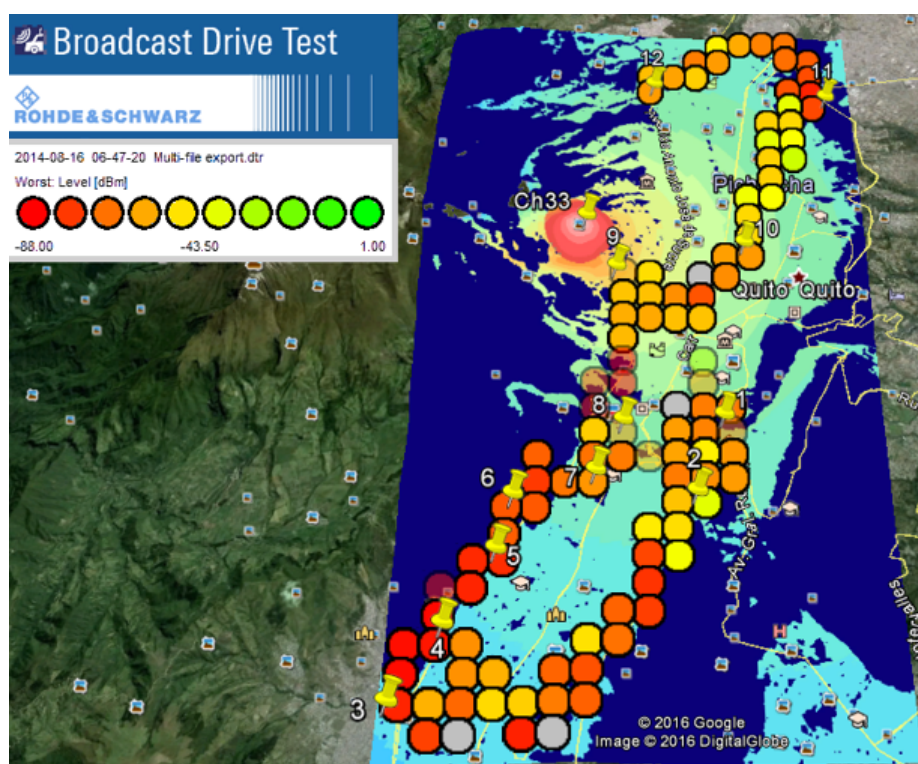 Broadcast Drive Test
ROHDE&SCHWARZ
2014-08-16 06-47-20 Multi-file export.dtr
Worst: Level [dBm]
-88.00 -43.50 1.00
12
11
Ch33
Pichincha
9
10
Quito Quito
8
1
2
6
7
5
Av. Gral. R
4
H
3
© 2016 Google
Image © 2016 DigitalGlobe